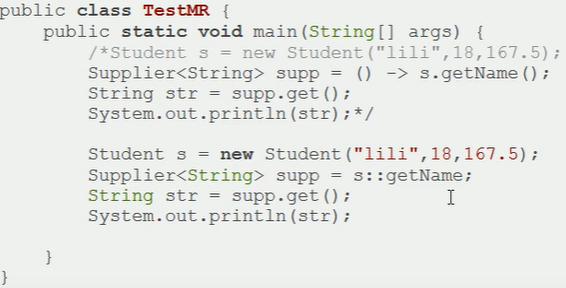 public class TestMR {
    public static void main(String[] args) {
        /*Student s = new Student("lili",18,167.5);
        Supplier<String> supp = () -> s.getName();
        String str = supp.get();
        System.out.println(str);*/
        Student s = new Student("lili",18,167.5);
        Supplier<String> supp = s::getName;
        String str = supp.get();
        System.out.println(str);
    }
}